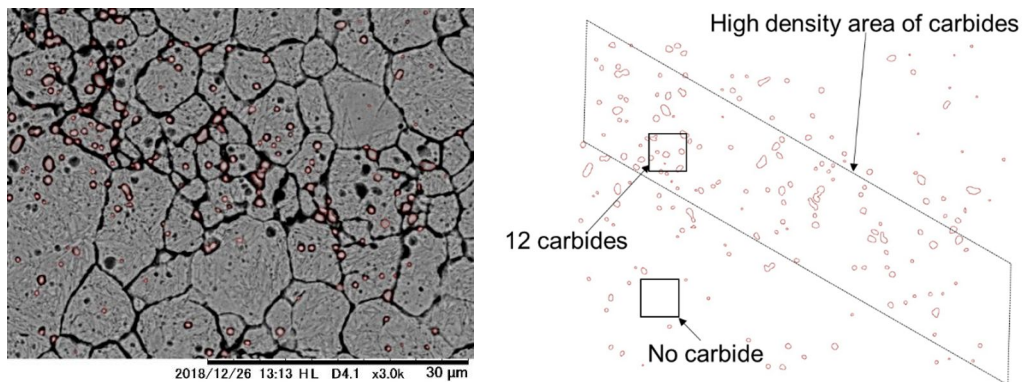 2018/12/26 13:13 HL D4.1 x3.0k 30 μm
High density area of carbides
12 carbides
No carbide